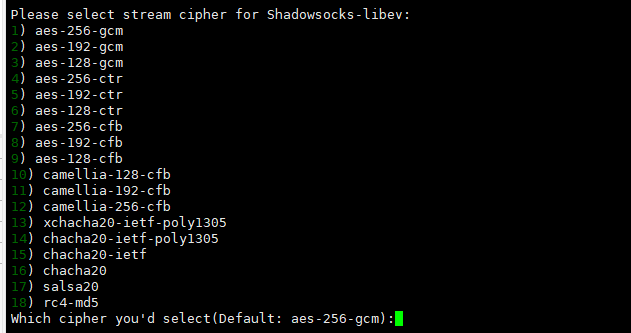 Please select stream cipher for Shadowsocks-libev:
1) aes-256-gcm
2) aes-192-gcm
3) aes-128-gcm
4) aes-256-ctr
5) aes-192-ctr
6) aes-128-ctr
7) aes-256-cfb
8) aes-192-cfb
9) aes-128-cfb
10) camellia-128-cfb
11) camellia-192-cfb
12) camellia-256-cfb
13) xchacha20-ietf-poly1305
14) chacha20-ietf-poly1305
15) chacha20-ietf
16) chacha20
17) salsa20
18) rc4-md5
Which cipher you'd select(Default: aes-256-gcm):